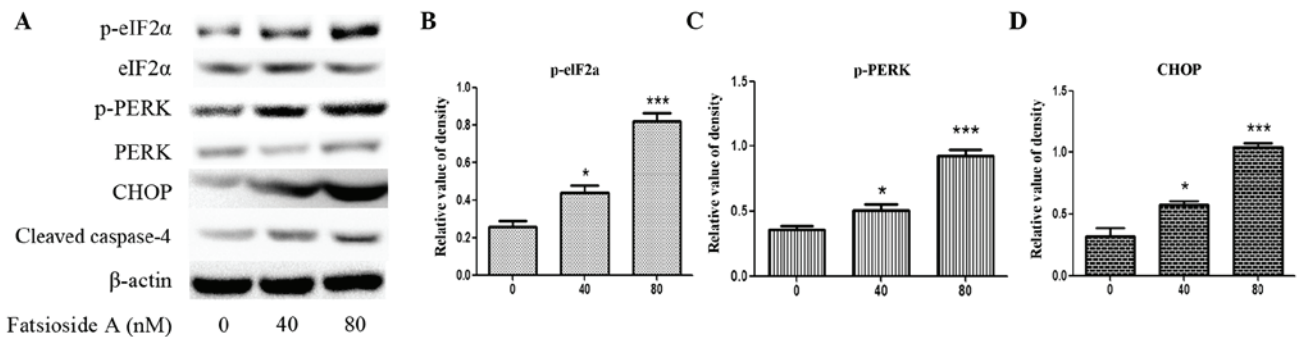 A
p-eIF2α
eIF2α
p-PERK
PERK
CHOP
Cleaved caspase-4
β-actin
Fatsioside A (nM) 0 40 80
B
p-eIF2a
Relative value of density
1.0
0.8
0.6
0.4
0.2
0.0
*
***
0 40 80
C
p-PERK
Relative value of density
1.5
1.0
0.5
0.0
*
***
0 40 80
D
CHOP
Relative value of density
1.5
1.0
0.5
0.0
*
***
0 40 80